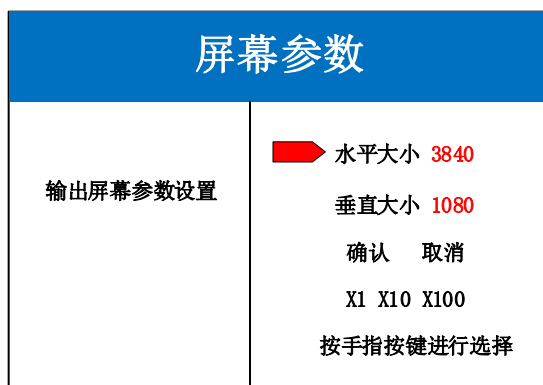 屏幕参数
输出屏幕参数设置
水平大小 3840
垂直大小 1080
确认 取消
X1 X10 X100
按手指按键进行选择